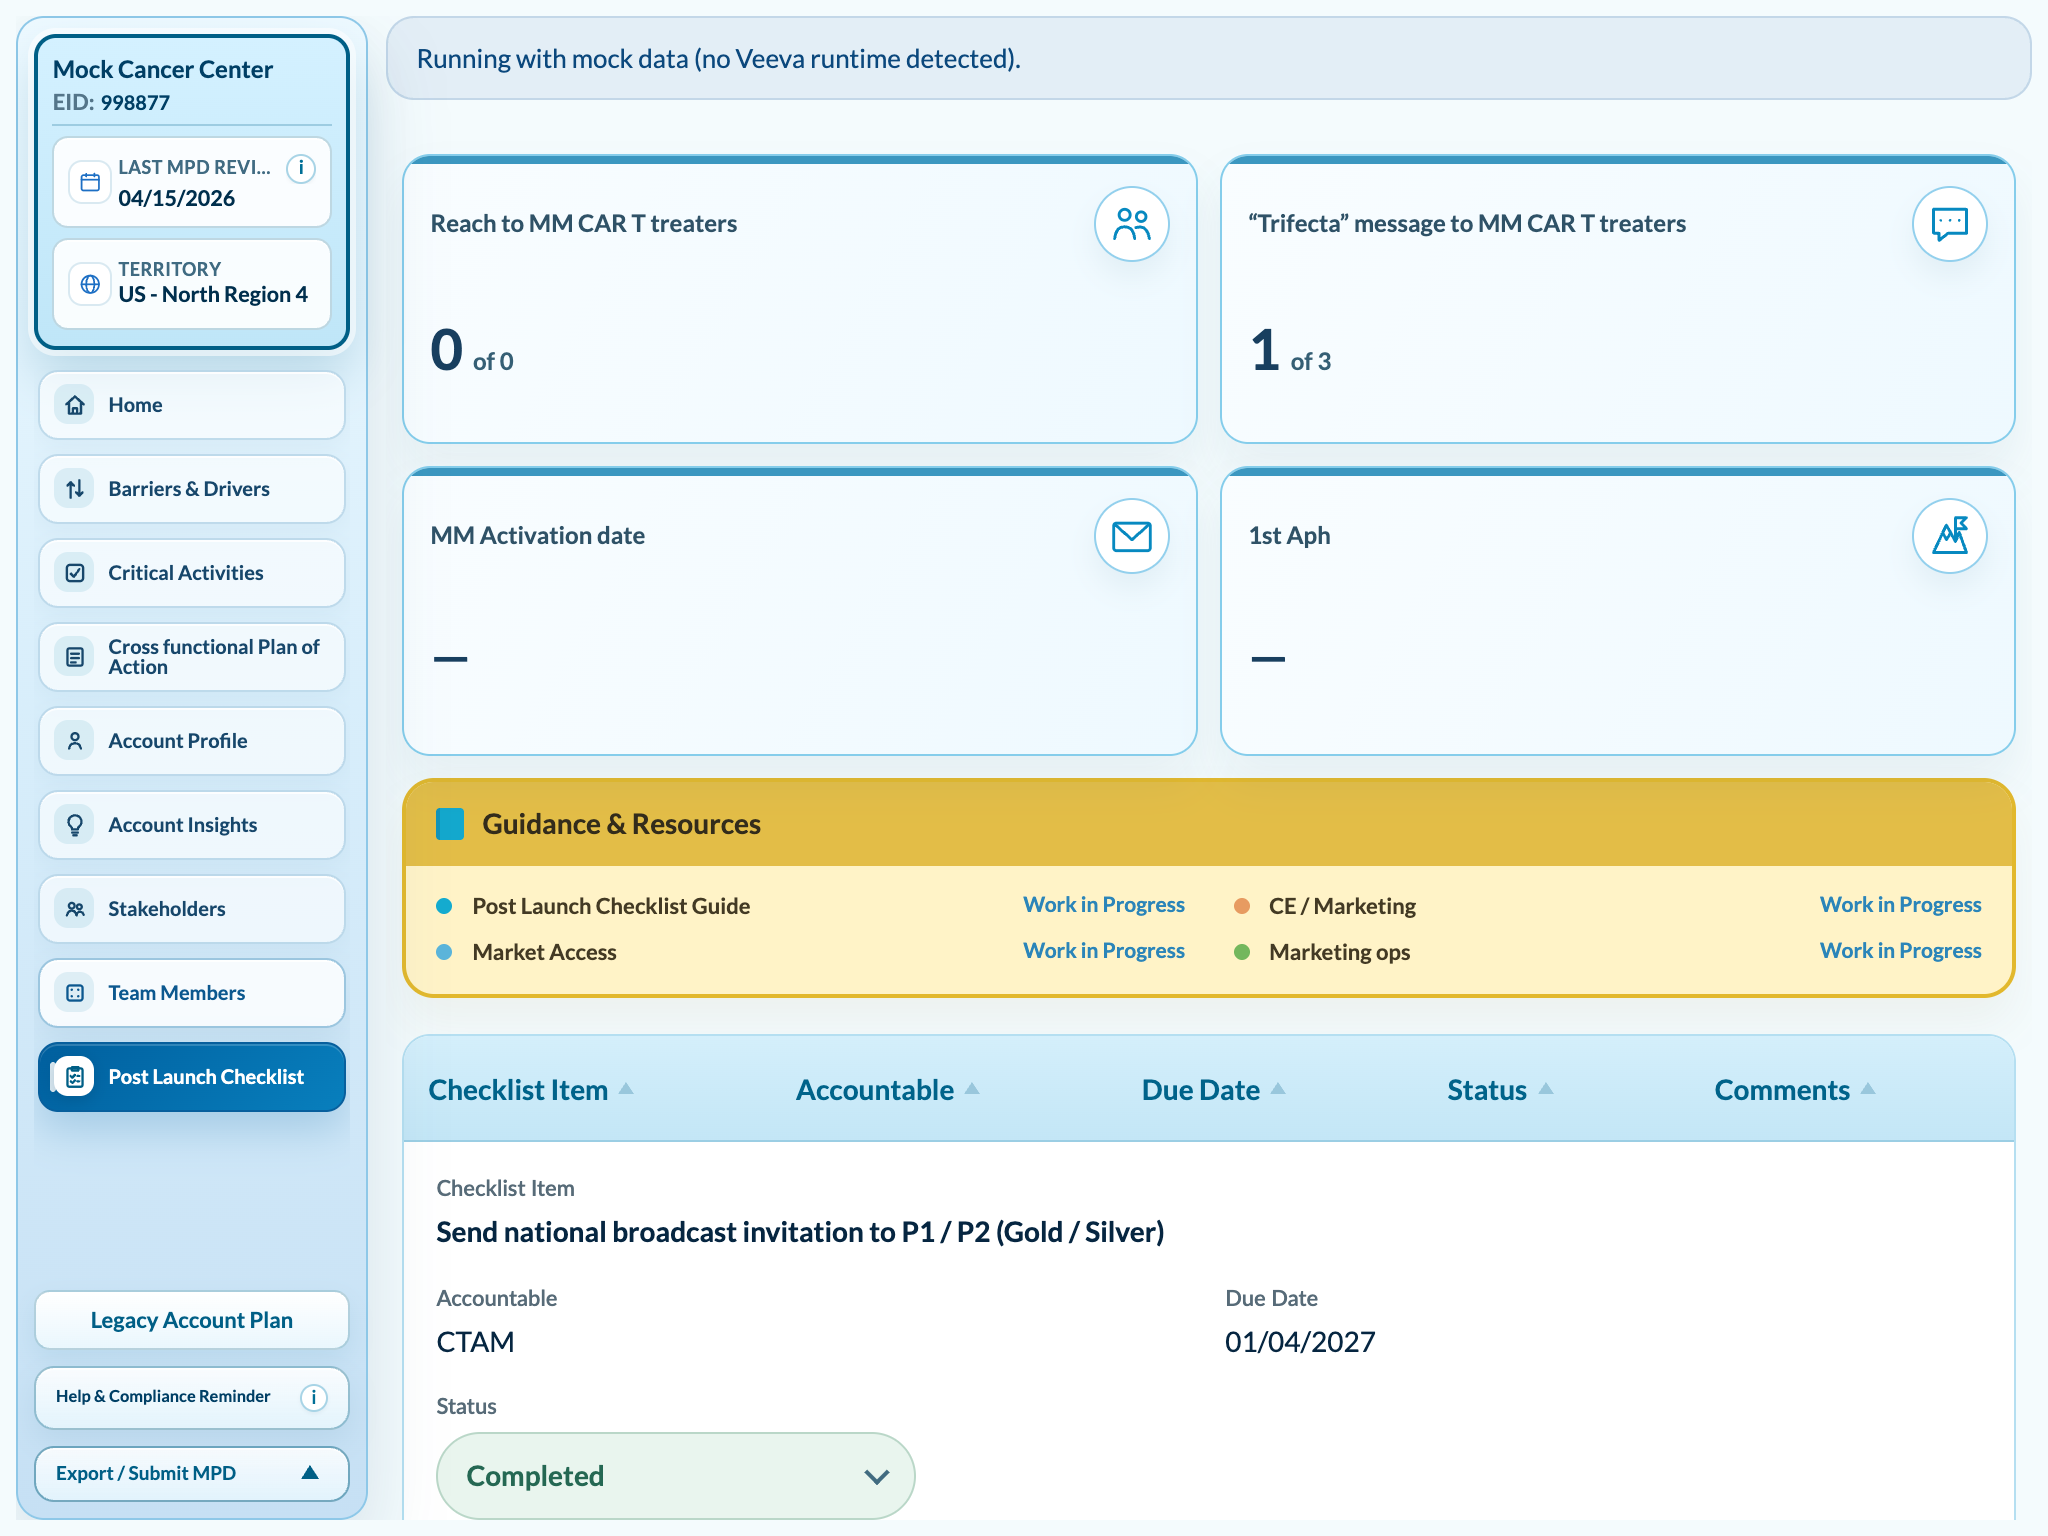 Mock Cancer Center
EID: 998877
LAST MPD REVI...
04/15/2026
TERRITORY
US - North Region 4
Home
Barriers & Drivers
Critical Activities
Cross functional Plan of
Action
Account Profile
Account Insights
Stakeholders
Team Members
Post Launch Checklist
Legacy Account Plan
Help & Compliance Reminder
Export / Submit MPD
Running with mock data (no Veeva runtime detected).
Reach to MM CAR T treaters
0 of 0
“Trifecta” message to MM CAR T treaters
1 of 3
MM Activation date
—
1st Aph
—
Guidance & Resources
Post Launch Checklist Guide Work in Progress
CE / Marketing Work in Progress
Market Access Work in Progress
Marketing ops Work in Progress
Checklist Item Accountable Due Date Status Comments
Checklist Item
Send national broadcast invitation to P1 / P2 (Gold / Silver)
Accountable
CTAM
Due Date
01/04/2027
Status
Completed